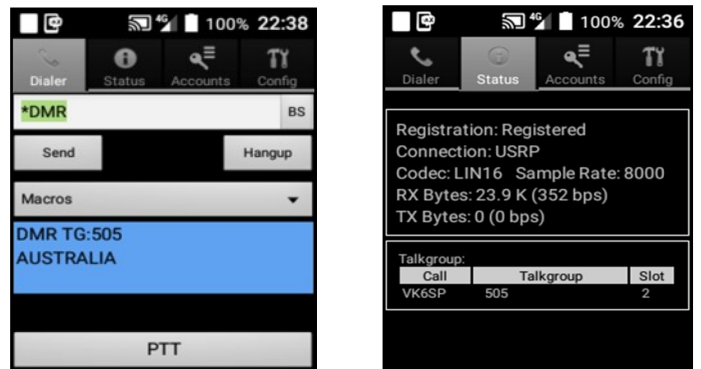 4G 100% 22:38
Dialer Status Accounts Config
*DMR BS
Send Hangup
Macros
DMR TG:505
AUSTRALIA
PTT
4G 100% 22:36
Dialer Status Accounts Config
Registration: Registered
Connection: USRP
Codec: LIN16 Sample Rate: 8000
RX Bytes: 23.9 K (352 bps)
TX Bytes: 0 (0 bps)
Talkgroup:
Call Talkgroup Slot
VK6SP 505 2